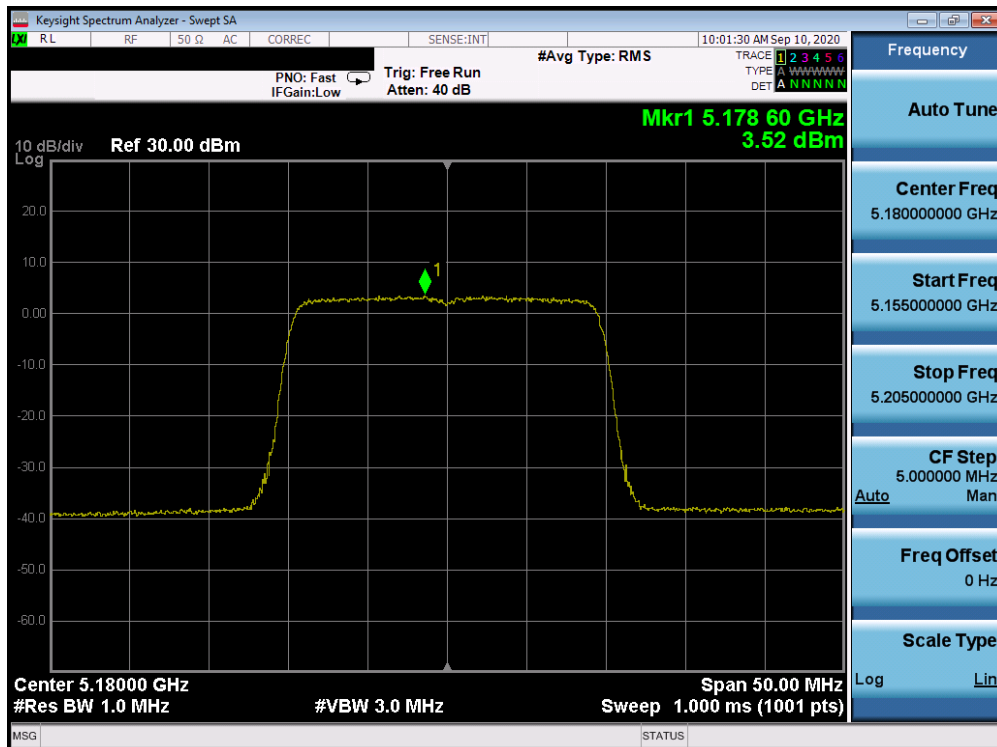 Keysight Spectrum Analyzer - Swept SA
LXI RL RF 50 Ω AC CORREC SENSE:INT 10:01:30 AM Sep 10, 2020
#Avg Type: RMS
TRACE 1 2 3 4 5 6
TYPE A WWWWW
DET A N N N N N
PNO: Fast
IFGain:Low
Trig: Free Run
Atten: 40 dB
Mkr1 5.178 60 GHz
3.52 dBm
10 dB/div Ref 30.00 dBm
Log
20.0
10.0
0.00
-10.0
-20.0
-30.0
-40.0
-50.0
-60.0
1
Center 5.18000 GHz Span 50.00 MHz
#Res BW 1.0 MHz #VBW 3.0 MHz Sweep 1.000 ms (1001 pts)
MSG STATUS
Frequency
Auto Tune
Center Freq
5.180000000 GHz
Start Freq
5.155000000 GHz
Stop Freq
5.205000000 GHz
CF Step
5.000000 MHz
Auto Man
Freq Offset
0 Hz
Scale Type
Log Lin